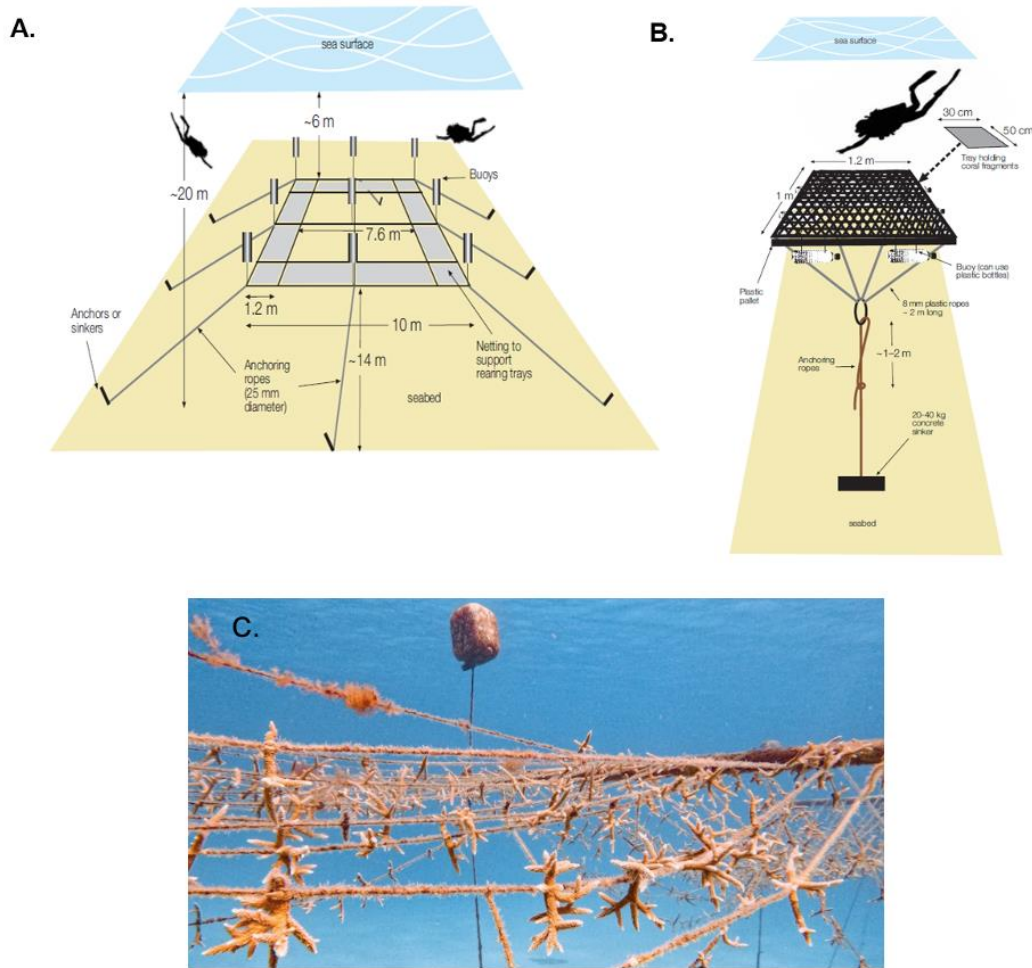 A.
sea surface
~6 m
~20 m
Buoys
7.6 m
1.2 m
10 m
Anchors or
sinkers
~14 m
Netting to
support
rearing trays
Anchoring
ropes
(25 mm
diameter)
seabed
B.
sea surface
30 cm
50 cm
Tray holding
coral fragments
1.2 m
1 m
Plastic
pallet
Buoy (can use
plastic bottles)
8 mm plastic ropes
~ 2 m long
~1–2 m
Anchoring
ropes
20-40 kg
concrete
sinker
seabed
C.